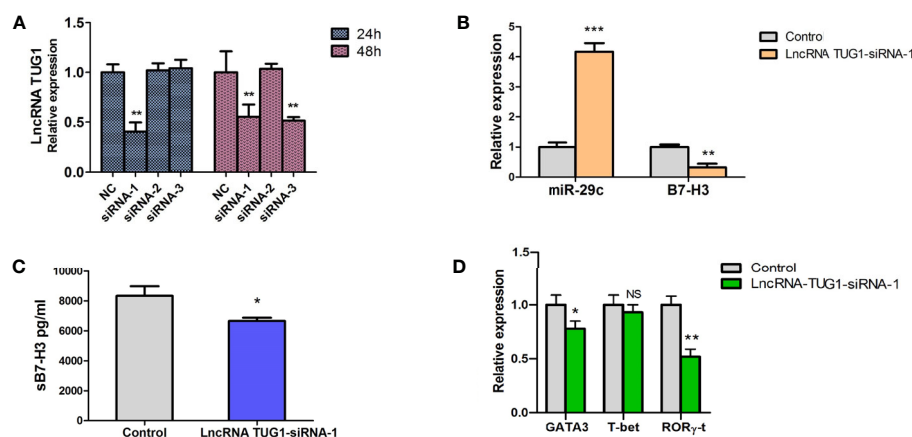 A
LncRNA TUG1
Relative expression
1.5
1.0
0.5
0.0
24h
48h
**
**
**
NC
siRNA-1
siRNA-2
siRNA-3
NC
siRNA-1
siRNA-2
siRNA-3
B
Relative expression
4
2
1
0
Contro
LncRNA TUG1-siRNA-1
***
**
miR-29c
B7-H3
C
sB7-H3 pg/ml
10000
8000
6000
4000
2000
0
*
Control
LncRNA TUG1-siRNA-1
D
Relative expression
1.5
1.0
0.5
0.0
Control
LncRNA-TUG1-siRNA-1
*
NS
**
GATA3
T-bet
RORγ-t